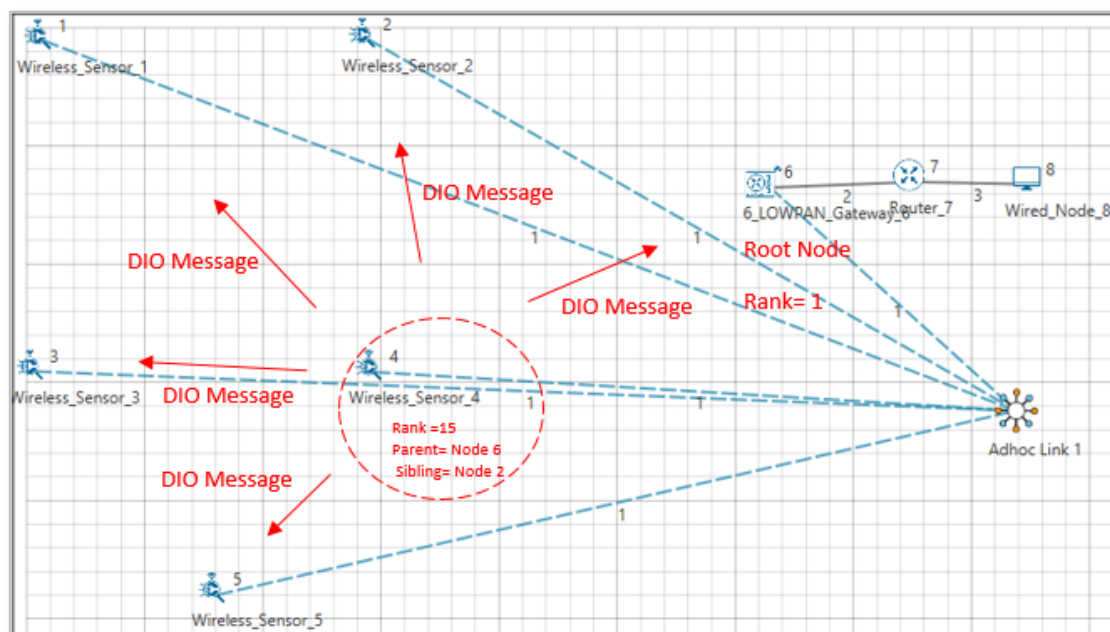 1
2
Wireless_Sensor_1
Wireless_Sensor_2
6
7
8
2
3
6_LOWPAN_Gateway_6
Router_7
Wired_Node_8
DIO Message
1
1
Root Node
DIO Message
DIO Message
Rank= 1
1
3
4
Wireless_Sensor_3
Wireless_Sensor_4
DIO Message
1
1
Rank =15
Parent= Node 6
Sibling= Node 2
Adhoc Link 1
DIO Message
1
5
Wireless_Sensor_5